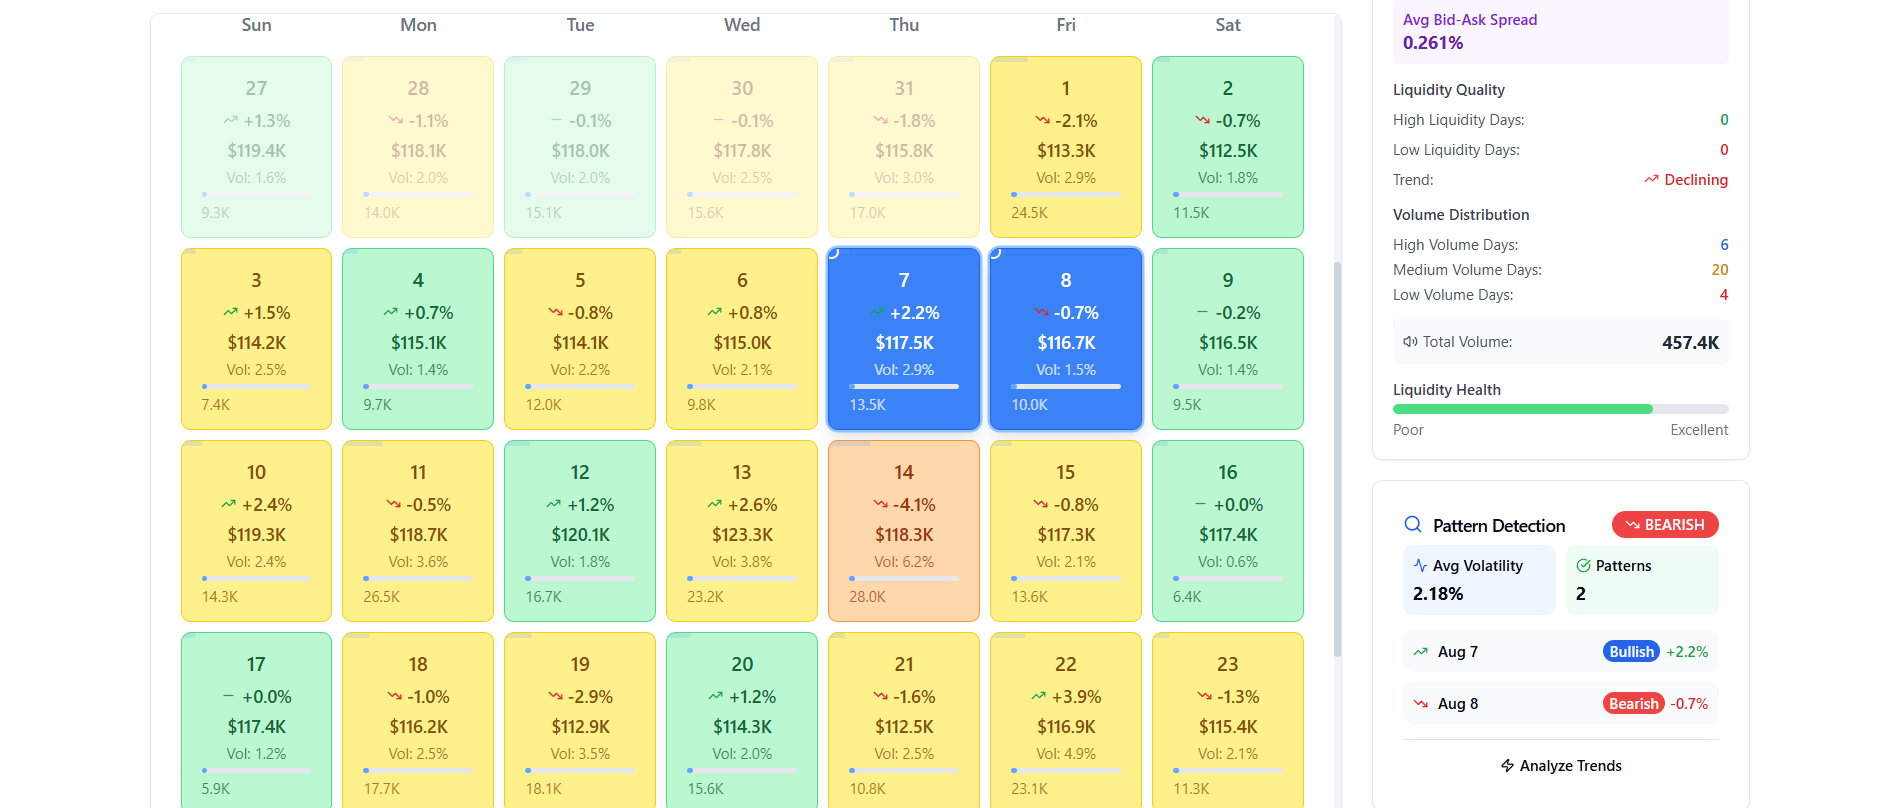 Sun Mon Tue Wed Thu Fri Sat
27 28 29 30 31 1 2
+1.3% -1.1% -0.1% -0.1% -1.8% -2.1% -0.7%
$119.4K $118.1K $118.0K $117.8K $115.8K $113.3K $112.5K
Vol: 1.6% Vol: 2.0% Vol: 2.0% Vol: 2.5% Vol: 3.0% Vol: 2.9% Vol: 1.8%
9.3K 14.0K 15.1K 15.6K 17.0K 24.5K 11.5K
3 4 5 6 7 8 9
+1.5% +0.7% -0.8% +0.8% +2.2% -0.7% -0.2%
$114.2K $115.1K $114.1K $115.0K $117.5K $116.7K $116.5K
Vol: 2.5% Vol: 1.4% Vol: 2.2% Vol: 2.1% Vol: 2.9% Vol: 1.5% Vol: 1.4%
7.4K 9.7K 12.0K 9.8K 13.5K 10.0K 9.5K
10 11 12 13 14 15 16
+2.4% -0.5% +1.2% +2.6% -4.1% -0.8% +0.0%
$119.3K $118.7K $120.1K $123.3K $118.3K $117.3K $117.4K
Vol: 2.4% Vol: 3.6% Vol: 1.8% Vol: 3.8% Vol: 6.2% Vol: 2.1% Vol: 0.6%
14.3K 26.5K 16.7K 23.2K 28.0K 13.6K 6.4K
17 18 19 20 21 22 23
+0.0% -1.0% -2.9% +1.2% -1.6% +3.9% -1.3%
$117.4K $116.2K $112.9K $114.3K $112.5K $116.9K $115.4K
Vol: 1.2% Vol: 2.5% Vol: 3.5% Vol: 2.0% Vol: 2.5% Vol: 4.9% Vol: 2.1%
5.9K 17.7K 18.1K 15.6K 10.8K 23.1K 11.3K
Avg Bid-Ask Spread
0.261%
Liquidity Quality
High Liquidity Days: 0
Low Liquidity Days: 0
Trend: Declining
Volume Distribution
High Volume Days: 6
Medium Volume Days: 20
Low Volume Days: 4
Total Volume: 457.4K
Liquidity Health
Poor Excellent
Pattern Detection BEARISH
Avg Volatility Patterns
2.18% 2
Aug 7 Bullish +2.2%
Aug 8 Bearish -0.7%
Analyze Trends